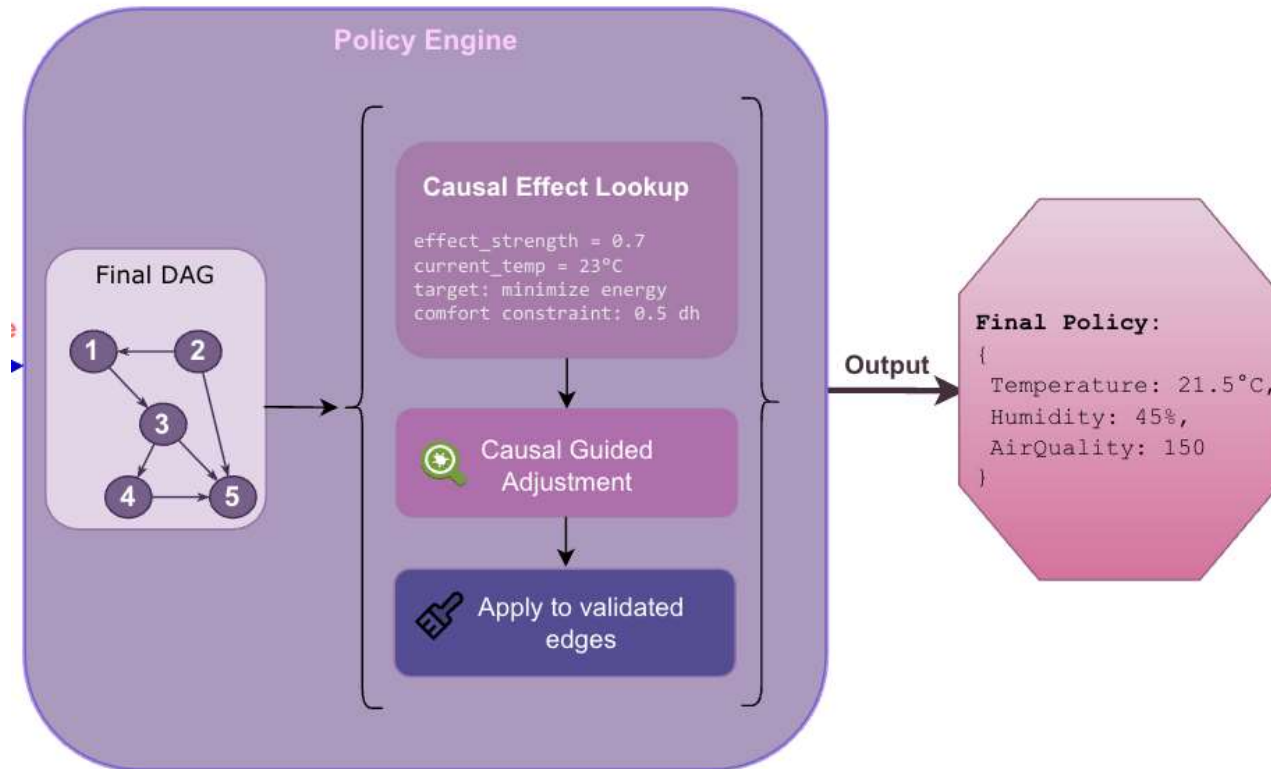 Policy Engine
Final DAG
1
2
3
4
5
Causal Effect Lookup
effect_strength = 0.7
current_temp = 23°C
target: minimize energy
comfort constraint: 0.5 dh
Causal Guided
Adjustment
Apply to validated
edges
Output
Final Policy:
{
Temperature: 21.5°C,
Humidity: 45%,
AirQuality: 150
}